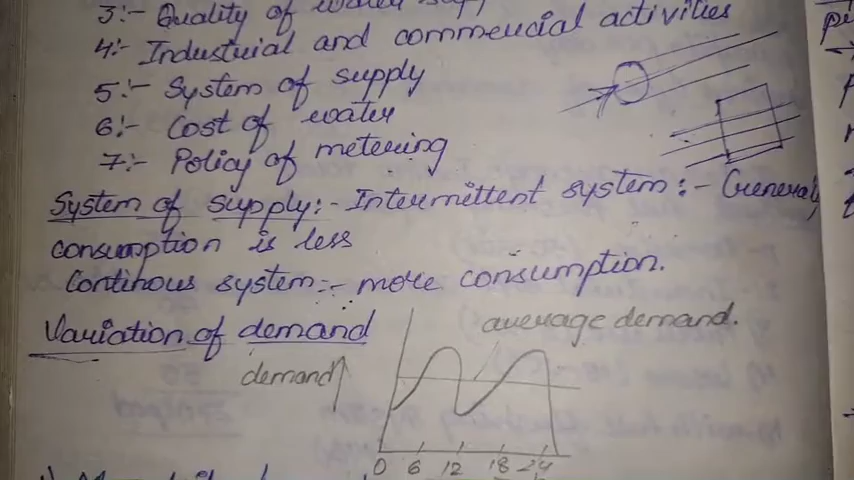 3:- Quality of water
4:- Industrial and commercial activities
5:- System of supply
6:- Cost of water
7:- Policy of metering
System of supply:- Intermittent system:- Generally
consumption is less
Continous system:- more consumption.
Variation of demand
average demand.
demand
0 6 12 18 24